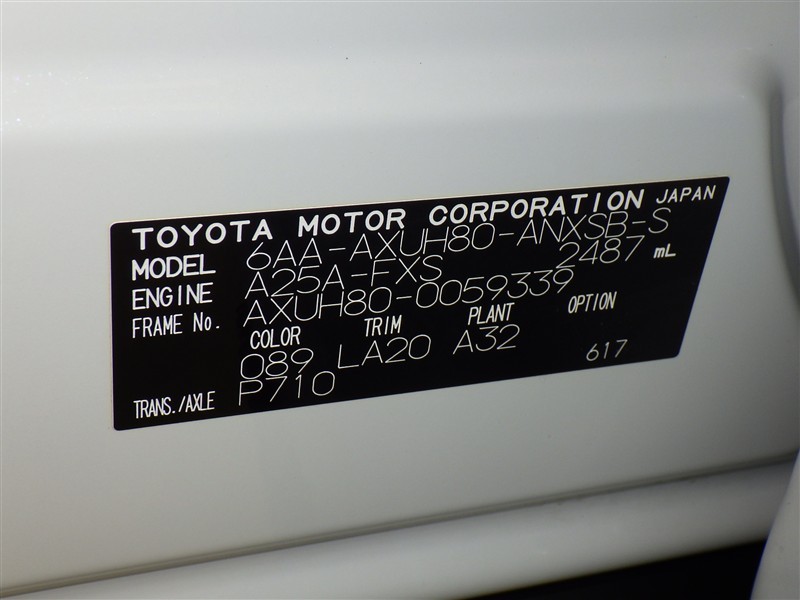 TOYOTA MOTOR CORPORATION JAPAN
MODEL 6AA-AXUH80-ANXSB-S
ENGINE A25A-FXS 2487 mL
FRAME No. AXUH80-0059339
COLOR TRIM PLANT OPTION
089 LA20 A32 617
TRANS./AXLE P710